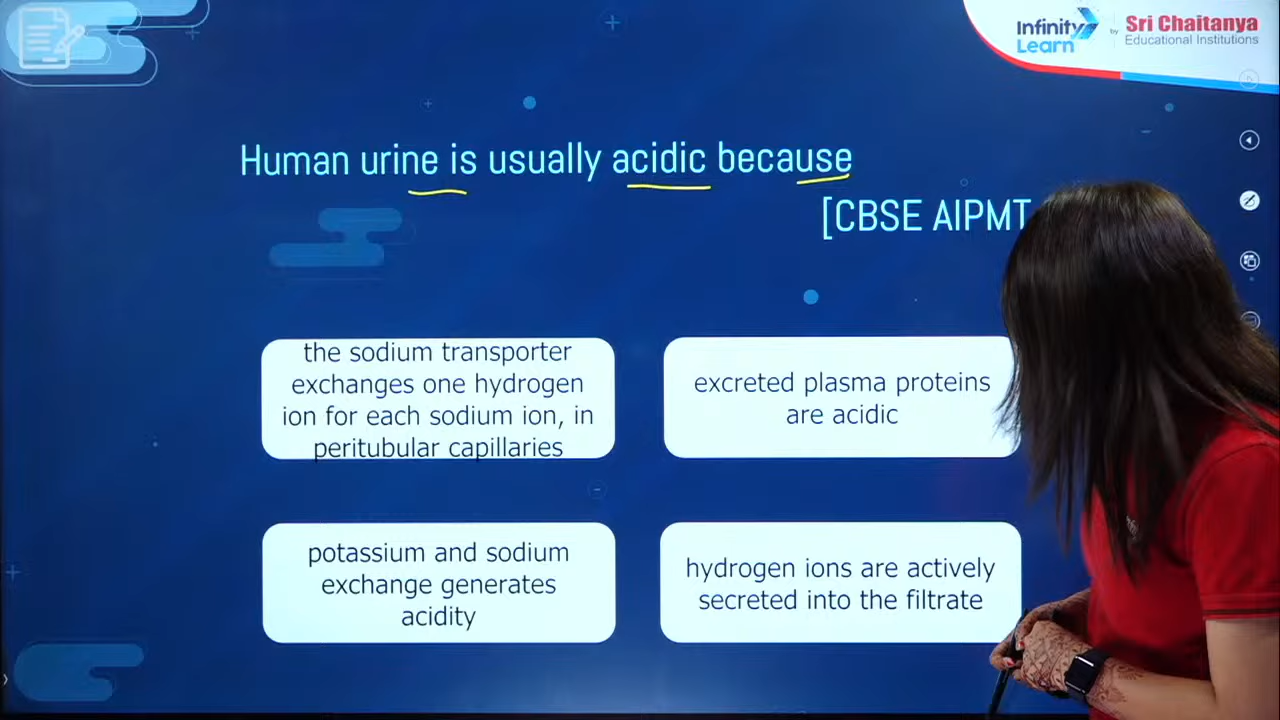 Infinity
Learn
by
Sri Chaitanya
Educational Institutions
Human urine is usually acidic because
[CBSE AIPMT
the sodium transporter
exchanges one hydrogen
ion for each sodium ion, in
peritubular capillaries
excreted plasma proteins
are acidic
potassium and sodium
exchange generates
acidity
hydrogen ions are actively
secreted into the filtrate